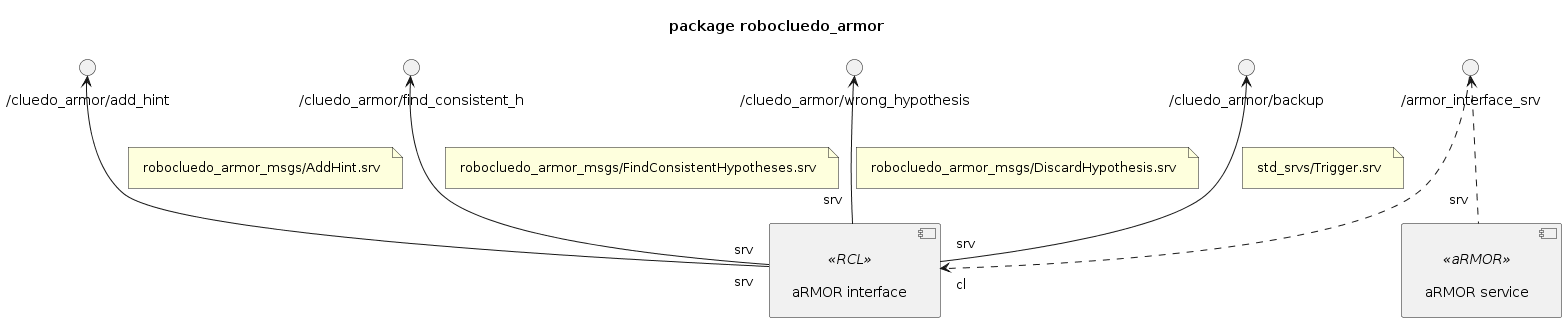 package robocluedo_armor
/cluedo_armor/add_hint
/cluedo_armor/find_consistent_h
/cluedo_armor/wrong_hypothesis
/cluedo_armor/backup
/armor_interface_srv
robocluedo_armor_msgs/AddHint.srv
robocluedo_armor_msgs/FindConsistentHypotheses.srv
robocluedo_armor_msgs/DiscardHypothesis.srv
std_srvs/Trigger.srv
srv
srv
srv
srv
srv
cl
«RCL»
aRMOR interface
«aRMOR»
aRMOR service